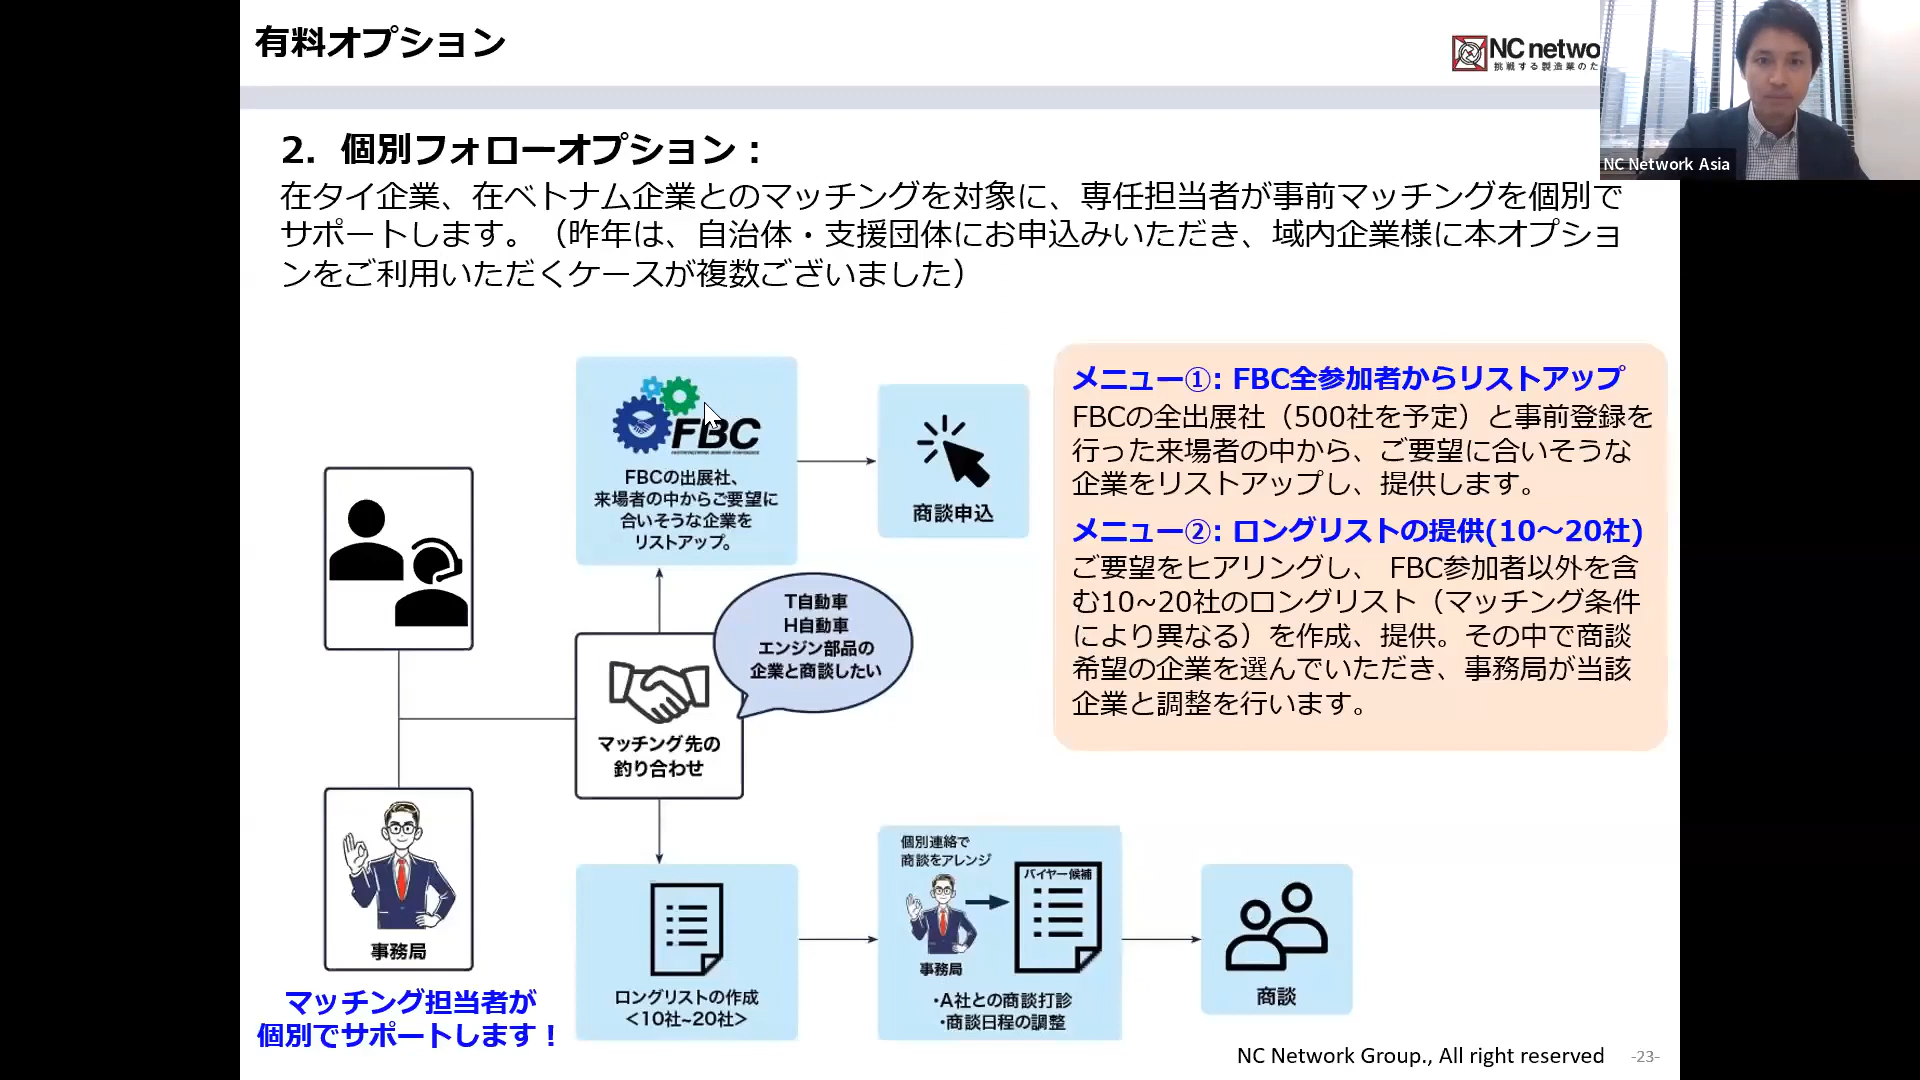 有料オプション
NC netwo
挑戦する製造業のた
NC Network Asia
2. 個別フォローオプション：
在タイ企業、在ベトナム企業とのマッチングを対象に、専任担当者が事前マッチングを個別で
サポートします。（昨年は、自治体・支援団体にお申込みいただき、域内企業様に本オプショ
ンをご利用いただくケースが複数ございました）
FBC
FBCの出展社、
来場者の中からご要望に
合いそうな企業を
リストアップ。
商談申込
T自動車
H自動車
エンジン部品の
企業と商談したい
マッチング先の
釣り合わせ
事務局
マッチング担当者が
個別でサポートします！
ロングリストの作成
<10社~20社>
個別連絡で
商談をアレンジ
バイヤー候補
事務局
・A社との商談打診
・商談日程の調整
商談
メニュー①: FBC全参加者からリストアップ
FBCの全出展社（500社を予定）と事前登録を
行った来場者の中から、ご要望に合いそうな
企業をリストアップし、提供します。
メニュー②: ロングリストの提供(10～20社)
ご要望をヒアリングし、 FBC参加者以外を含
む10~20社のロングリスト（マッチング条件
により異なる）を作成、提供。その中で商談
希望の企業を選んでいただき、事務局が当該
企業と調整を行います。
NC Network Group., All right reserved
-23-